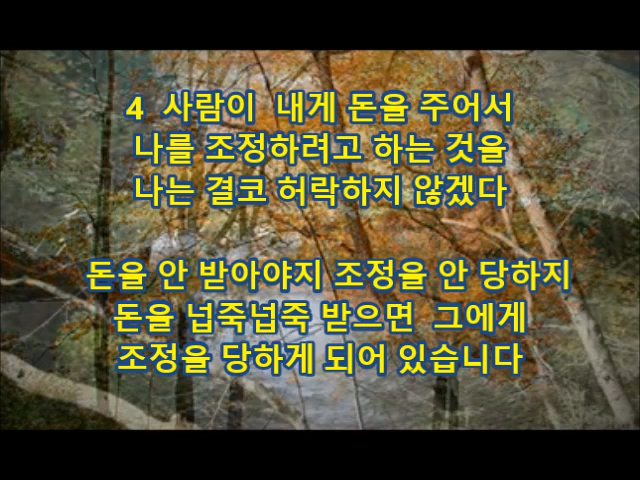 4 사람이 내게 돈을 주어서
나를 조정하려고 하는 것을
나는 결코 허락하지 않겠다
돈을 안 받아야지 조정을 안 당하지
돈을 넙죽넙죽 받으면 그에게
조정을 당하게 되어 있습니다